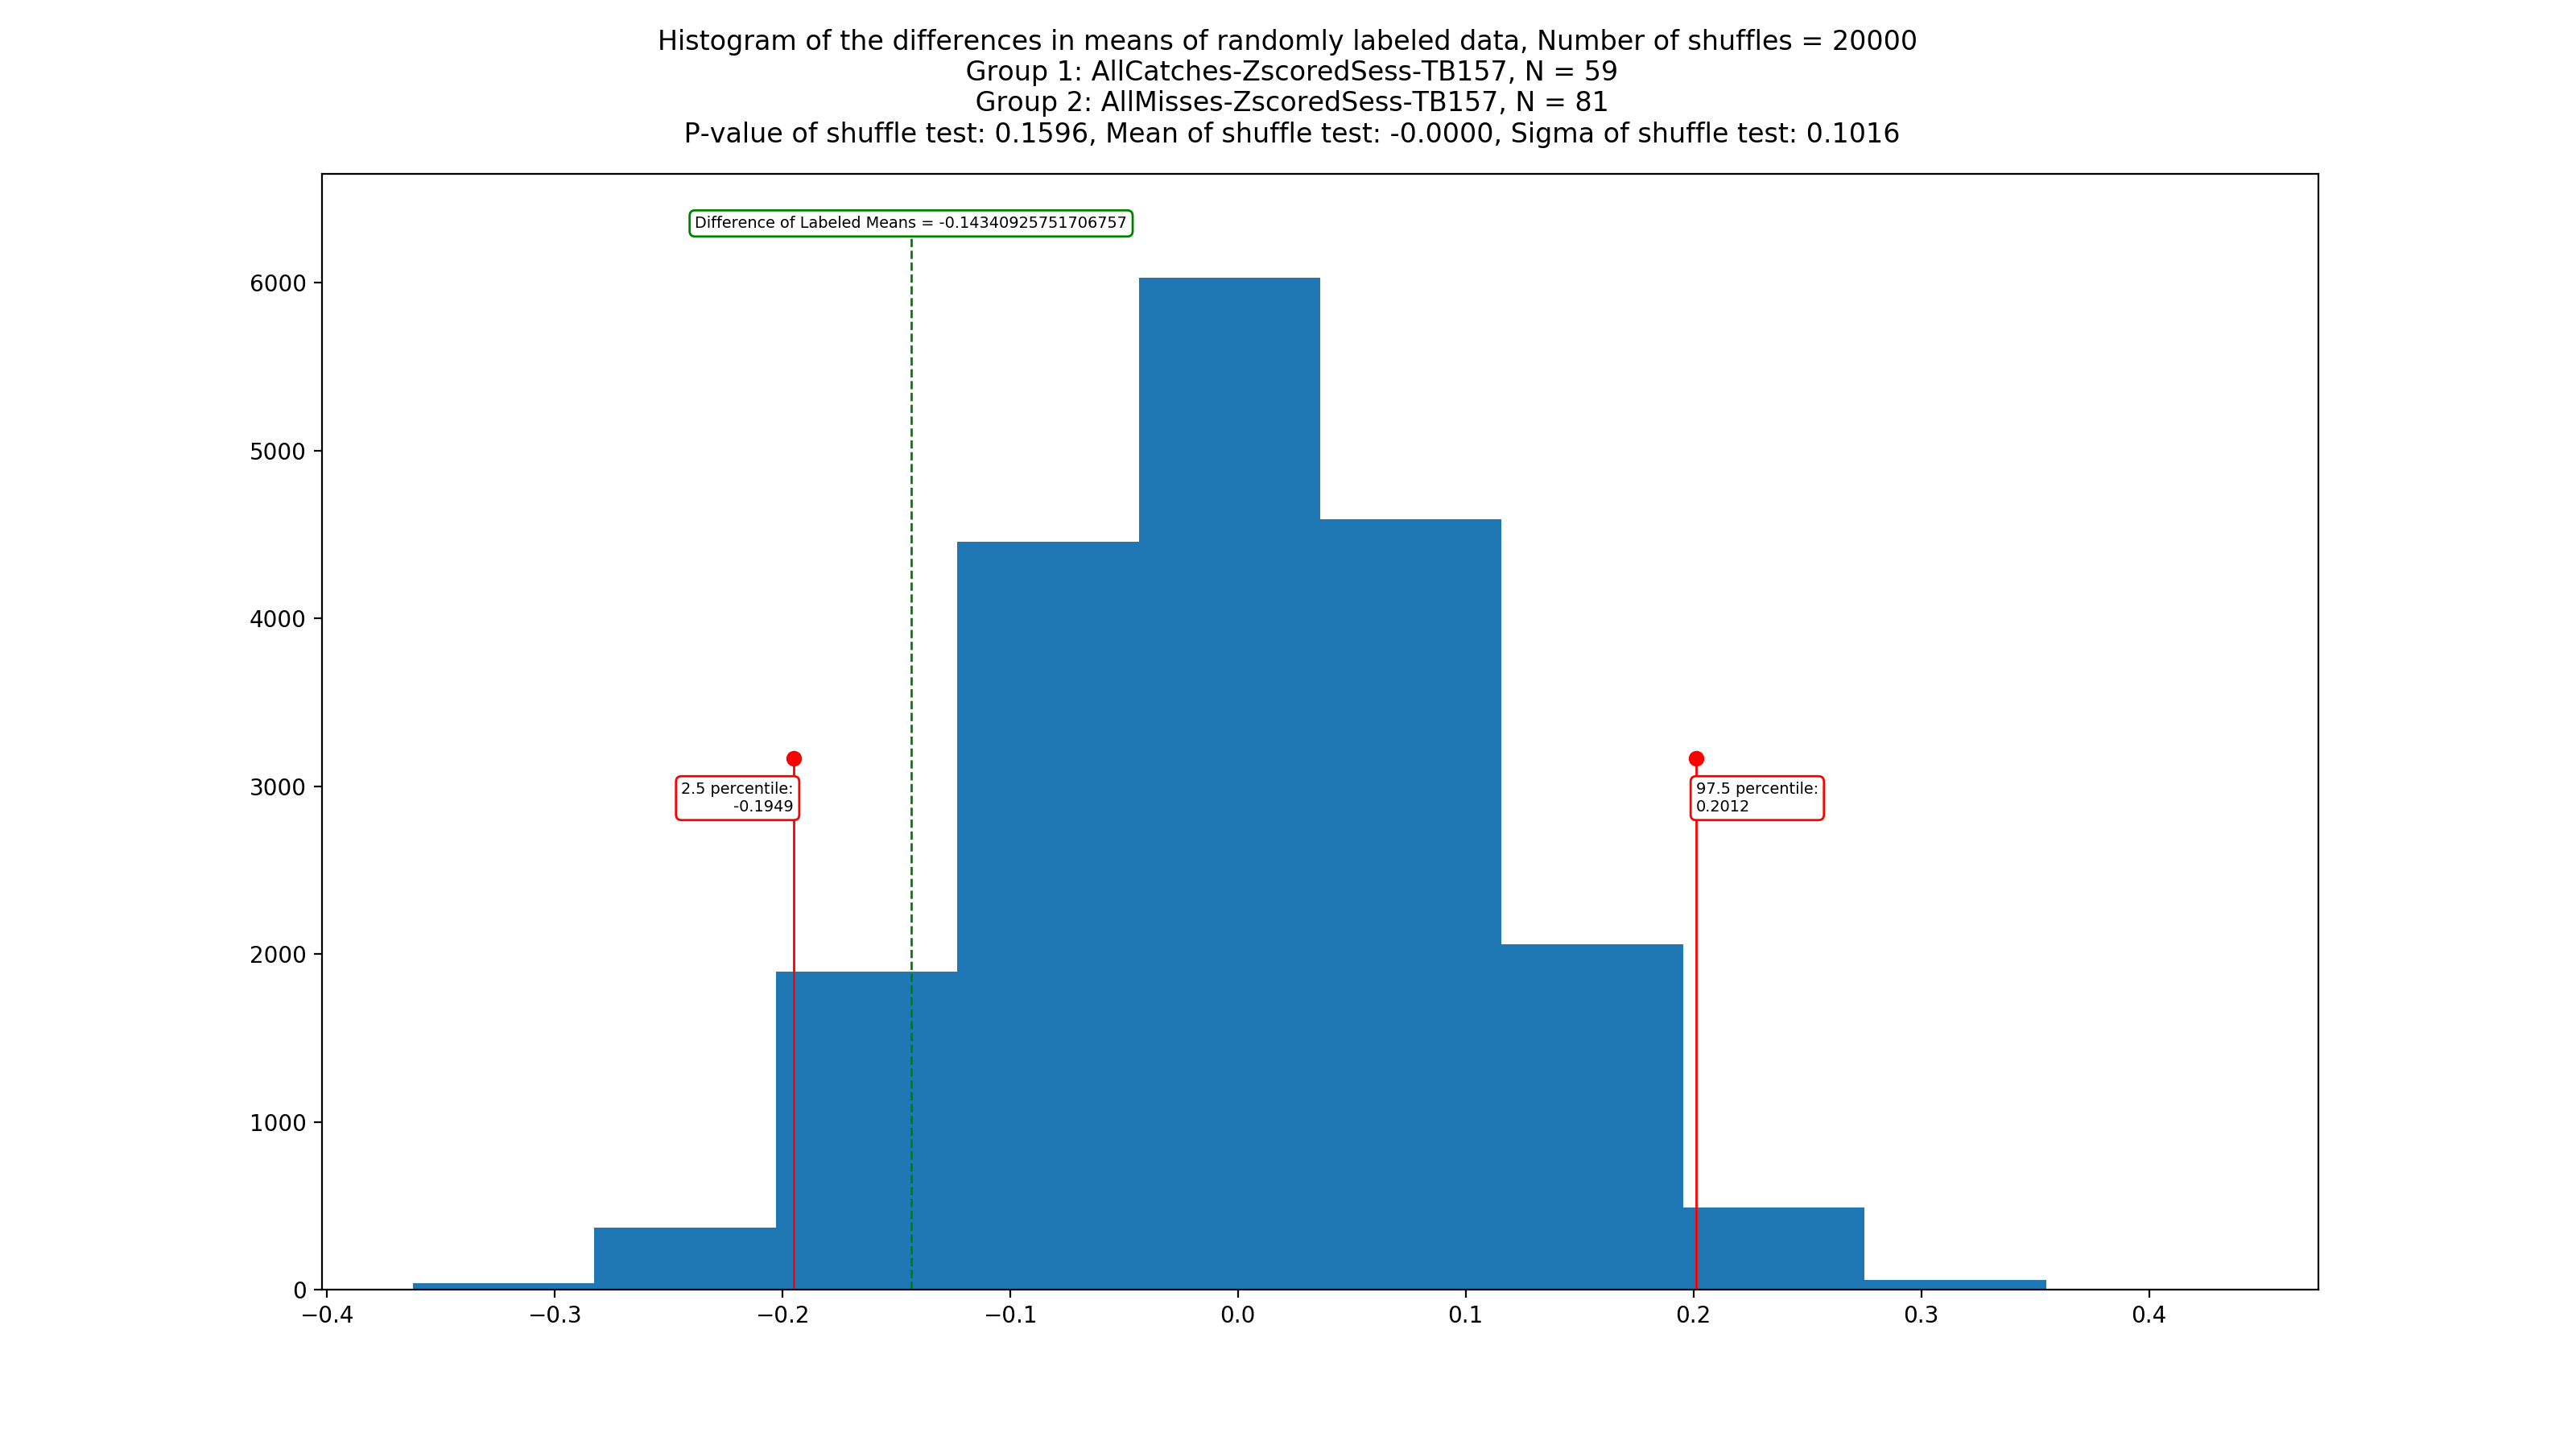 Histogram of the differences in means of randomly labeled data, Number of shuffles = 20000
Group 1: AllCatches-ZscoredSess-TB157, N = 59
Group 2: AllMisses-ZscoredSess-TB157, N = 81
P-value of shuffle test: 0.1596, Mean of shuffle test: -0.0000, Sigma of shuffle test: 0.1016
Difference of Labeled Means = -0.14340925751706757
6000
5000
4000
3000
2.5 percentile:
-0.1949
97.5 percentile:
0.2012
2000
1000
0
−0.4 −0.3 −0.2 −0.1 0.0 0.1 0.2 0.3 0.4